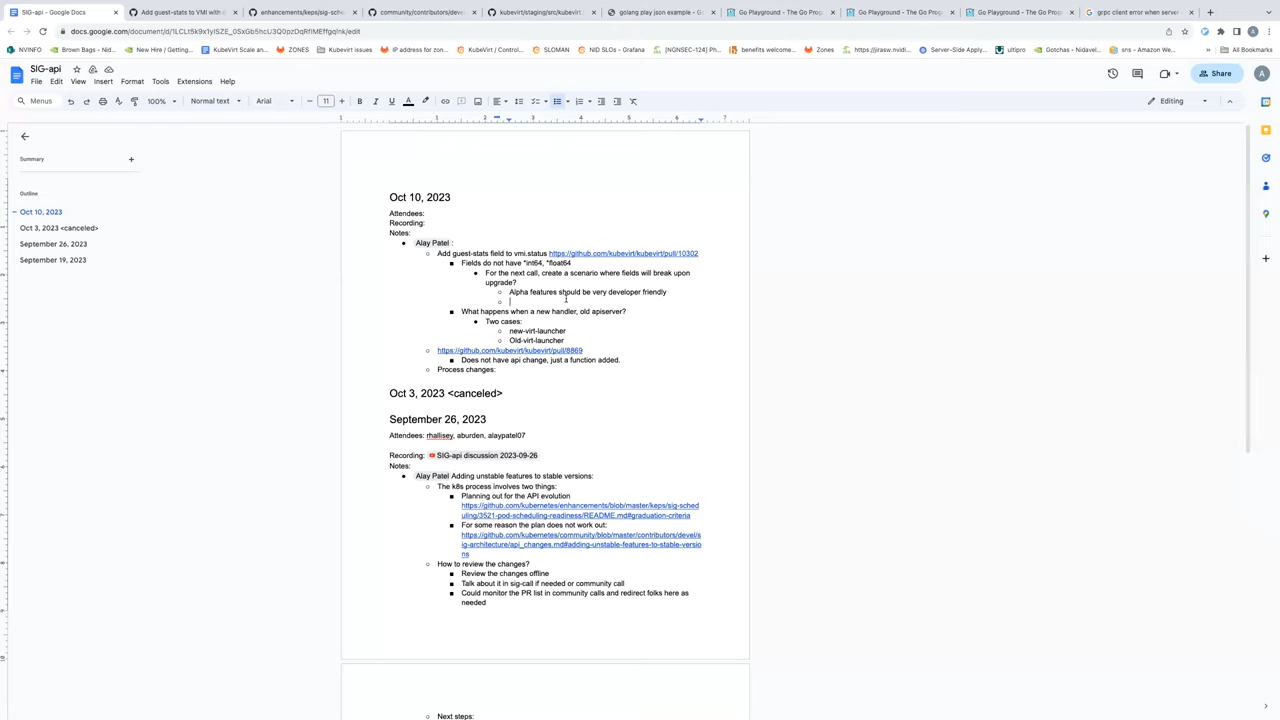 SIG-api - Google Docs
Add guest-stats to VMI with
enhancements/keps/sig-sche
community/contributors/deve
kubevirt/staging/src/kubevirt.
golang play json example - Go
Go Playground - The Go Prog
Go Playground - The Go Prog
Go Playground - The Go Prog
grpc client error when server
docs.google.com/document/d/
NVINFO
Brown Bags - Nid...
New Hire / Getting...
KubeVirt Scale and...
ZONES
Kubevirt issues
IP address for zon...
KubeVirt / Control...
SLOMAN
NID SLOs - Grafana
[NGNSEC-124] Ph...
benefits welcome...
Zones
https://jirasw.nvidi...
Server-Side Apply...
ultipro
Gotchas - Nidavel...
sns - Amazon We...
All Bookmarks
SIG-api
File Edit View Insert Format Tools Extensions Help
Share
A
Menus
100%
Normal text
Arial
11
Editing
1 1 2 3 4 5 6 7
Summary
Outline
Oct 10, 2023
Oct 3, 2023 <canceled>
September 26, 2023
September 19, 2023
Oct 10, 2023
Attendees:
Recording:
Notes:
Alay Patel :
Add guest-stats field to vmi.status https://github.com/kubevirt/kubevirt/pull/10302
Fields do not have *int64, *float64
For the next call, create a scenario where fields will break upon
upgrade?
Alpha features should be very developer friendly
What happens when a new handler, old apiserver?
Two cases:
new-virt-launcher
Old-virt-launcher
https://github.com/kubevirt/kubevirt/pull/8869
Does not have api change, just a function added.
Process changes:
Oct 3, 2023 <canceled>
September 26, 2023
Attendees: rhallisey, aburden, alaypatel07
Recording: SIG-api discussion 2023-09-26
Notes:
Alay Patel Adding unstable features to stable versions:
The k8s process involves two things:
Planning out for the API evolution
https://github.com/kubernetes/enhancements/blob/master/keps/sig-sched
uling/3521-pod-scheduling-readiness/README.md#graduation-criteria
For some reason the plan does not work out:
https://github.com/kubernetes/community/blob/master/contributors/devel/s
ig-architecture/api_changes.md#adding-unstable-features-to-stable-versio
ns
How to review the changes?
Review the changes offline
Talk about it in sig-call if needed or community call
Could monitor the PR list in community calls and redirect folks here as
needed
Next steps: